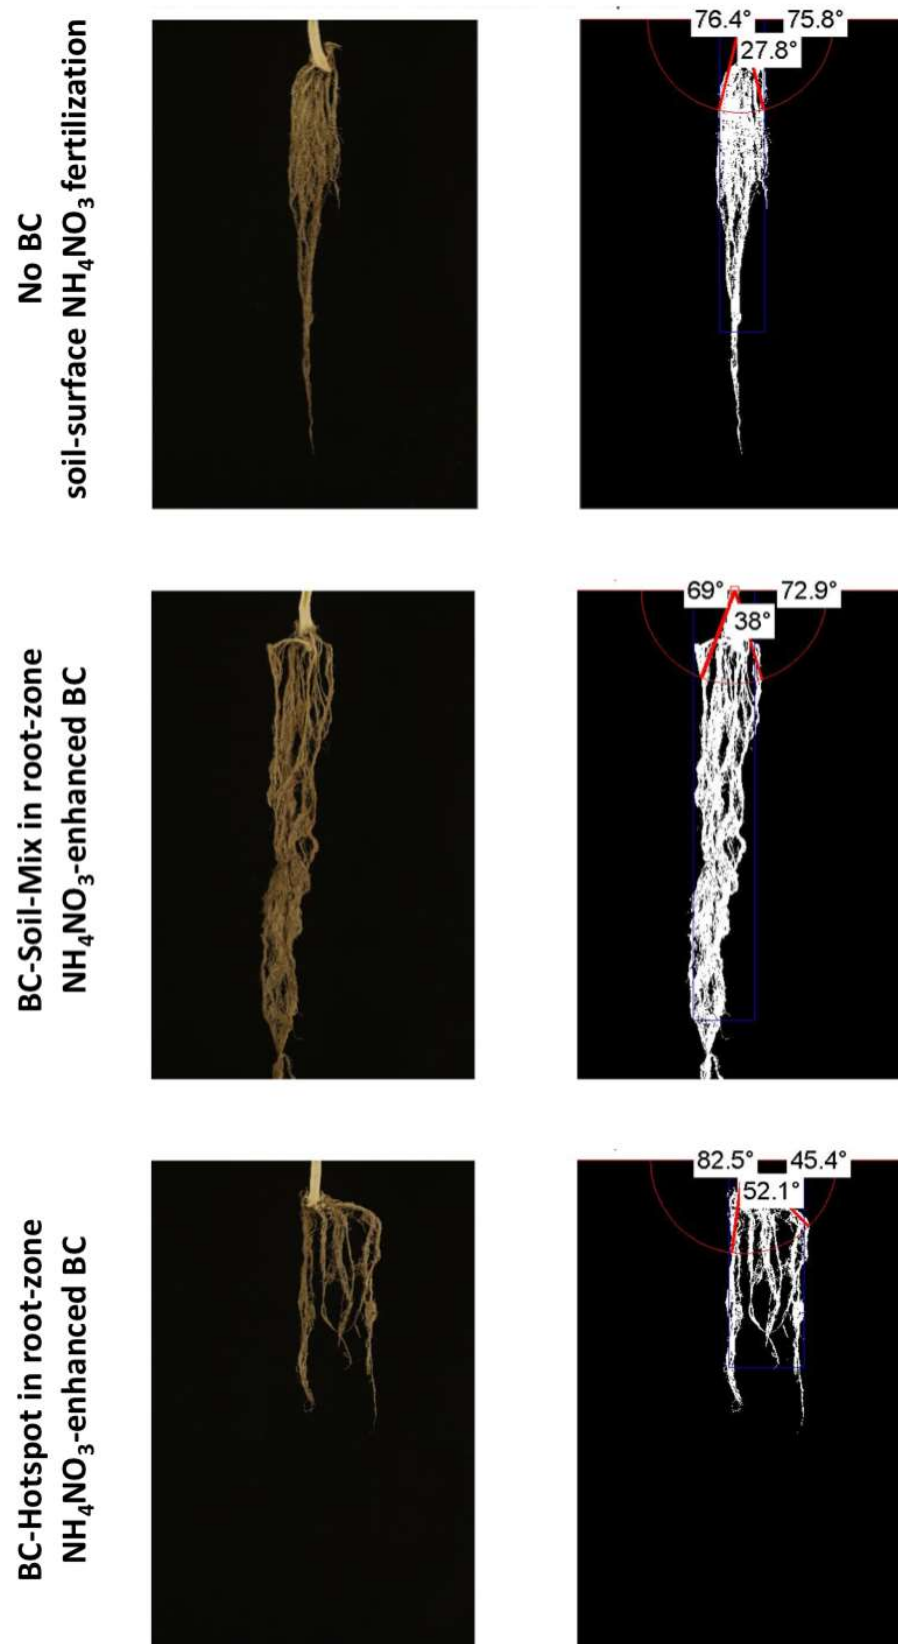 No BC
soil-surface NH₄NO₃ fertilization
76.4° 75.8°
27.8°
BC-Soil-Mix in root-zone
NH₄NO₃-enhanced BC
69° 72.9°
38°
BC-Hotspot in root-zone
NH₄NO₃-enhanced BC
82.5° 45.4°
52.1°